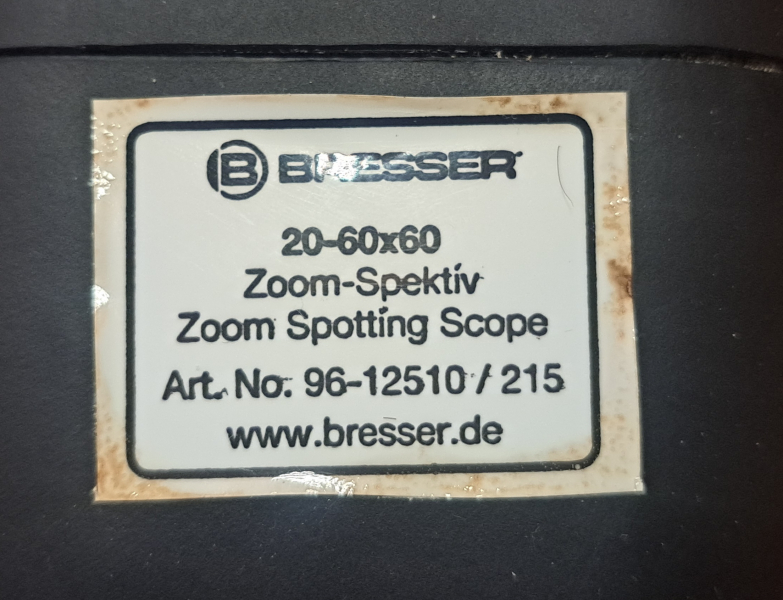 B BRESSER
20-60x60
Zoom-Spektiv
Zoom Spotting Scope
Art. No. 96-12510 / 215
www.bresser.de